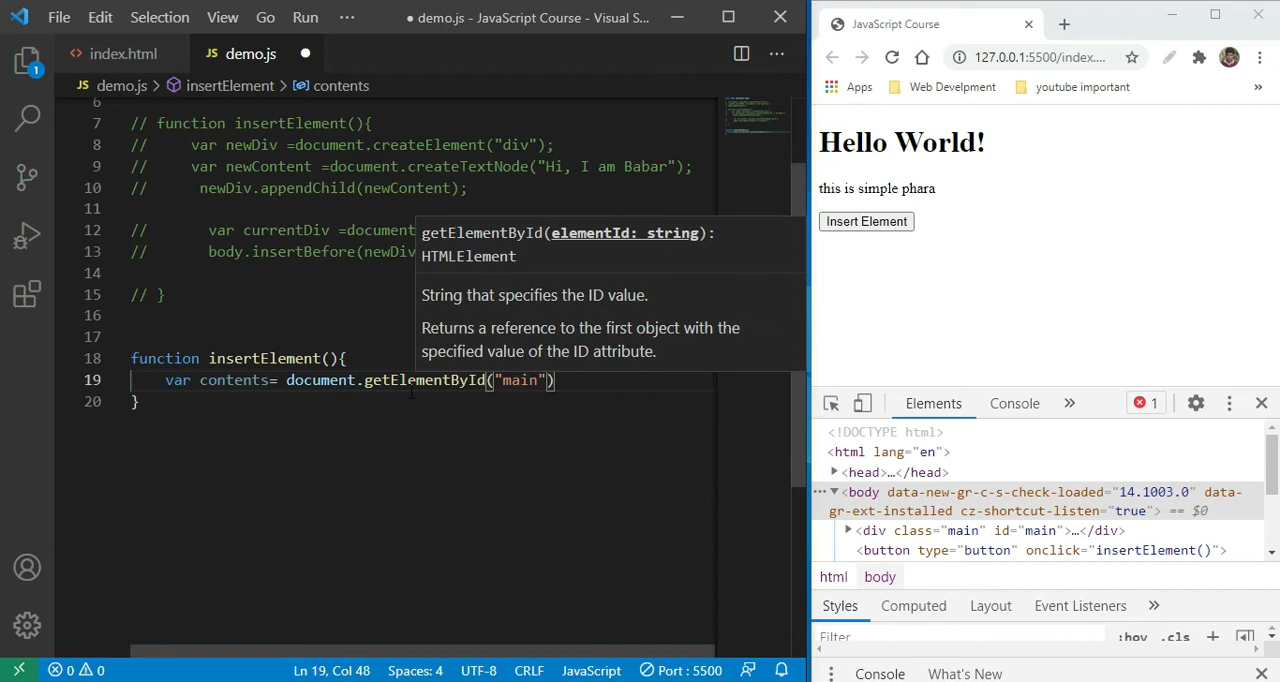 File Edit Selection View Go Run ··· ● demo.js - JavaScript Course - Visual S...
index.html JS demo.js ●
JS demo.js > insertElement > contents
6
7 // function insertElement(){
8 //     var newDiv =document.createElement("div");
9 //     var newContent =document.createTextNode("Hi, I am Babar");
10 //      newDiv.appendChild(newContent);
11
12 //       var currentDiv =document
13 //       body.insertBefore(newDiv
14
15 // }
16
17
18 function insertElement(){
19     var contents= document.getElementById("main")
20 }
getElementById(elementId: string):
HTMLElement
String that specifies the ID value.
Returns a reference to the first object with the
specified value of the ID attribute.
1
0 0 Ln 19, Col 48 Spaces: 4 UTF-8 CRLF JavaScript Port : 5500
JavaScript Course
127.0.0.1:5500/index....
Apps Web Develpment youtube important »
Hello World!
this is simple phara
Insert Element
Elements Console » 1
<!DOCTYPE html>
<html lang="en">
<head>…</head>
··· <body data-new-gr-c-s-check-loaded="14.1003.0" data-
gr-ext-installed cz-shortcut-listen="true"> == $0
<div class="main" id="main">…</div>
<button type="button" onclick="insertElement()">
html body
Styles Computed Layout Event Listeners »
Filter :hov .cls +
Console What's New